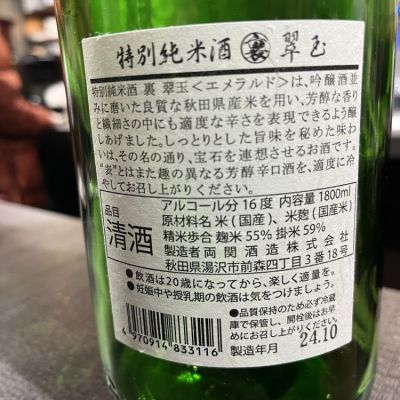 特別純米酒 裏 翠玉
特別純米酒 裏 翠玉<エメラルド>は、吟醸酒並
みに磨いた良質な秋田県産米を用い、芳醇な香り
と繊細さの中にも適度な辛さを表現できるよう醸
しあげました。しっとりとした旨味を秘めた味わ
いは、その名の通り、宝石を連想させるお酒です。
“裏”とはまた趣の異なる芳醇辛口酒を、適度に冷
やしてお召し上がりください。
品目
清酒
アルコール分 16度 内容量 1800ml
原材料名 米(国産)、米麹(国産米)
精米歩合 麹米 55% 掛米 59%
製造者 両関酒造株式会社
秋田県湯沢市前森四丁目3番18号
●飲酒は20歳になってから、楽しく適量を。
●妊娠中や授乳期の飲酒は気をつけましょう。
4970914833116
●品質保持のため必ず冷蔵
庫で保管し、開栓後はお早
めにお召し上がりください。
製造年月 24.10